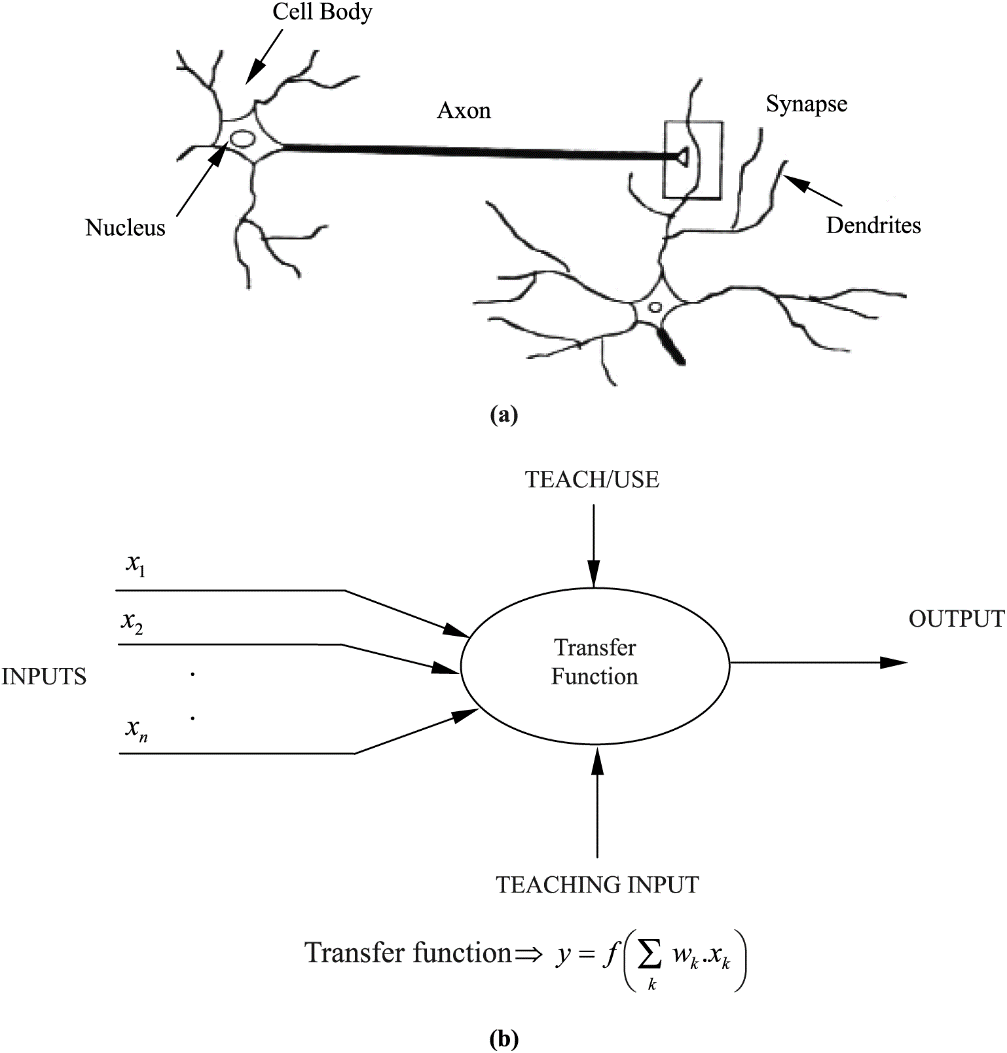 Cell Body
Axon
Synapse
Nucleus
Dendrites
(a)
TEACH/USE
x₁
OUTPUT
x₂
Transfer
Function
INPUTS
.
.
xₙ
TEACHING INPUT
Transfer function⇒ y = f(∑ₖ wₖ.xₖ)
(b)